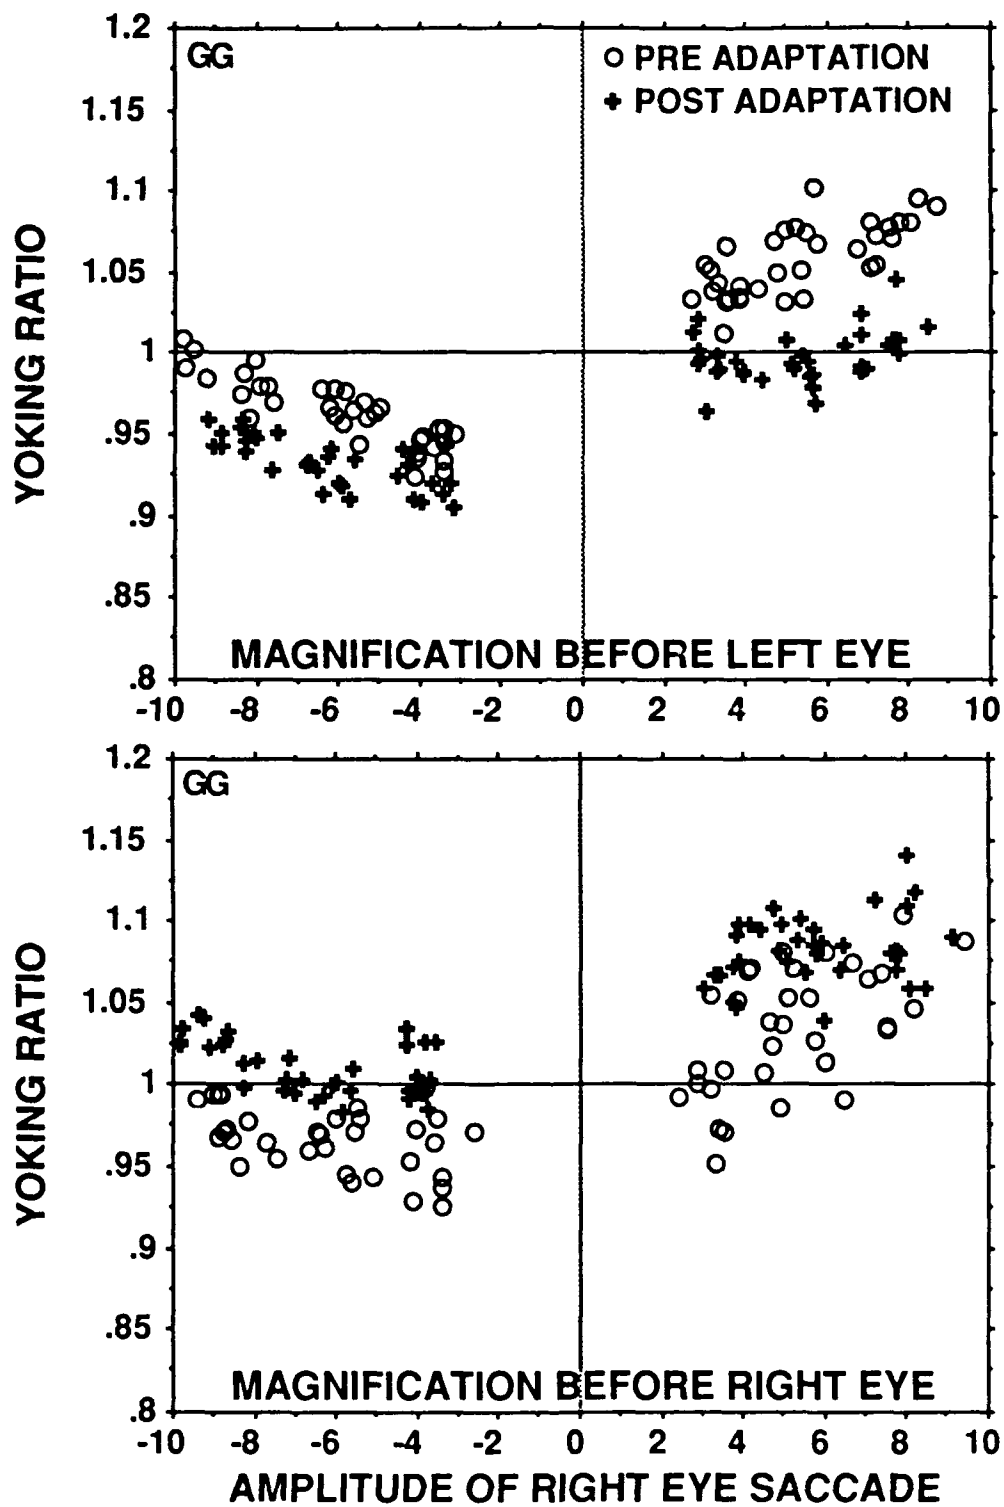 1.2
GG
PRE ADAPTATION
1.15
POST ADAPTATION
1.1
YOKING RATIO
1.05
1
.95
.9
.85
MAGNIFICATION BEFORE LEFT EYE
.8
-10 -8 -6 -4 -2 0 2 4 6 8 10
1.2
GG
1.15
1.1
YOKING RATIO
1.05
1
.95
.9
.85
MAGNIFICATION BEFORE RIGHT EYE
.8
-10 -8 -6 -4 -2 0 2 4 6 8 10
AMPLITUDE OF RIGHT EYE SACCADE